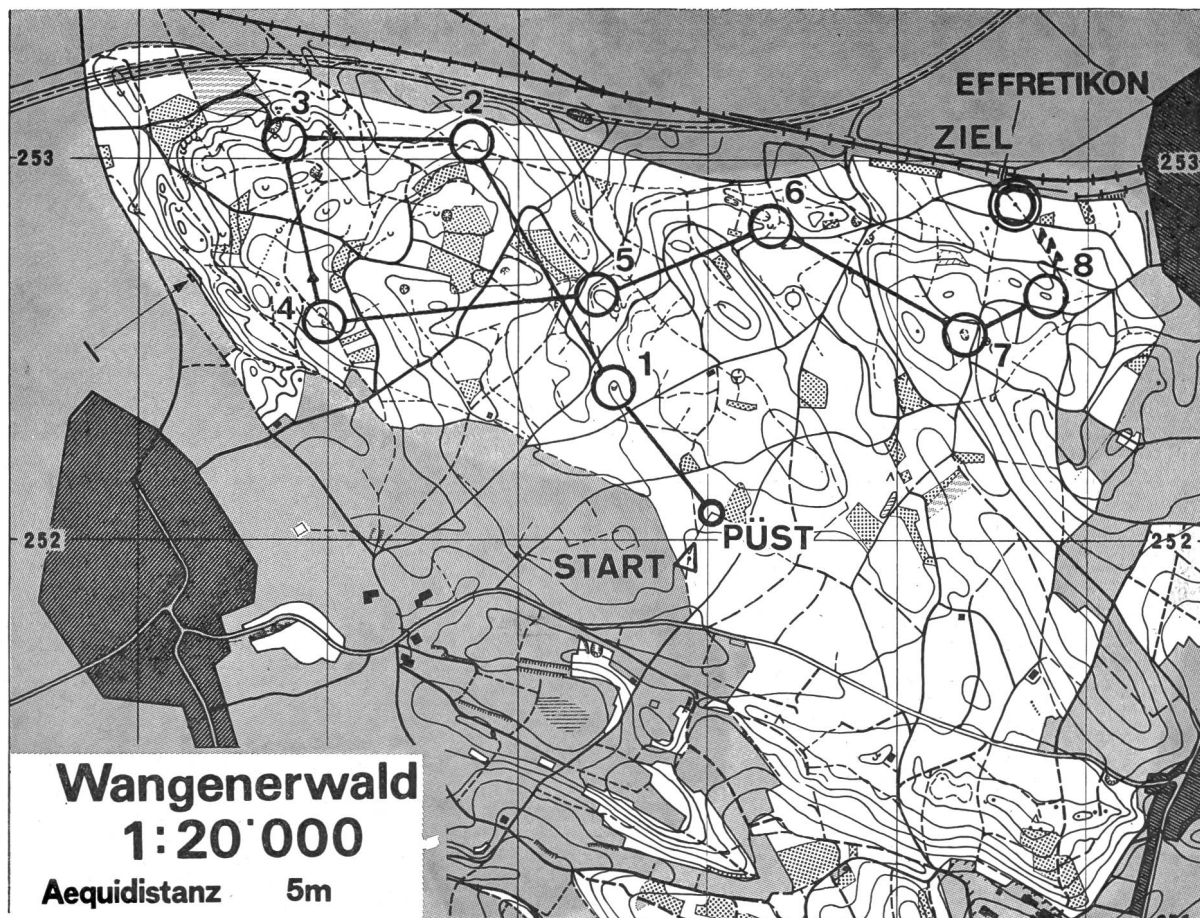 EFFRETIKON
ZIEL
3
2
253
253
6
5
8
4
7
1
PÜST
START
252
252
Wangenerwald
1:20'000
Aequidistanz 5m